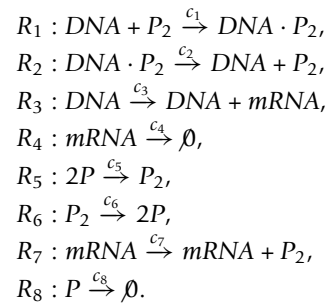 R₁ : DNA + P₂ →^{c₁} DNA · P₂,
R₂ : DNA · P₂ →^{c₂} DNA + P₂,
R₃ : DNA →^{c₃} DNA + mRNA,
R₄ : mRNA →^{c₄} ∅,
R₅ : 2P →^{c₅} P₂,
R₆ : P₂ →^{c₆} 2P,
R₇ : mRNA →^{c₇} mRNA + P₂,
R₈ : P →^{c₈} ∅.